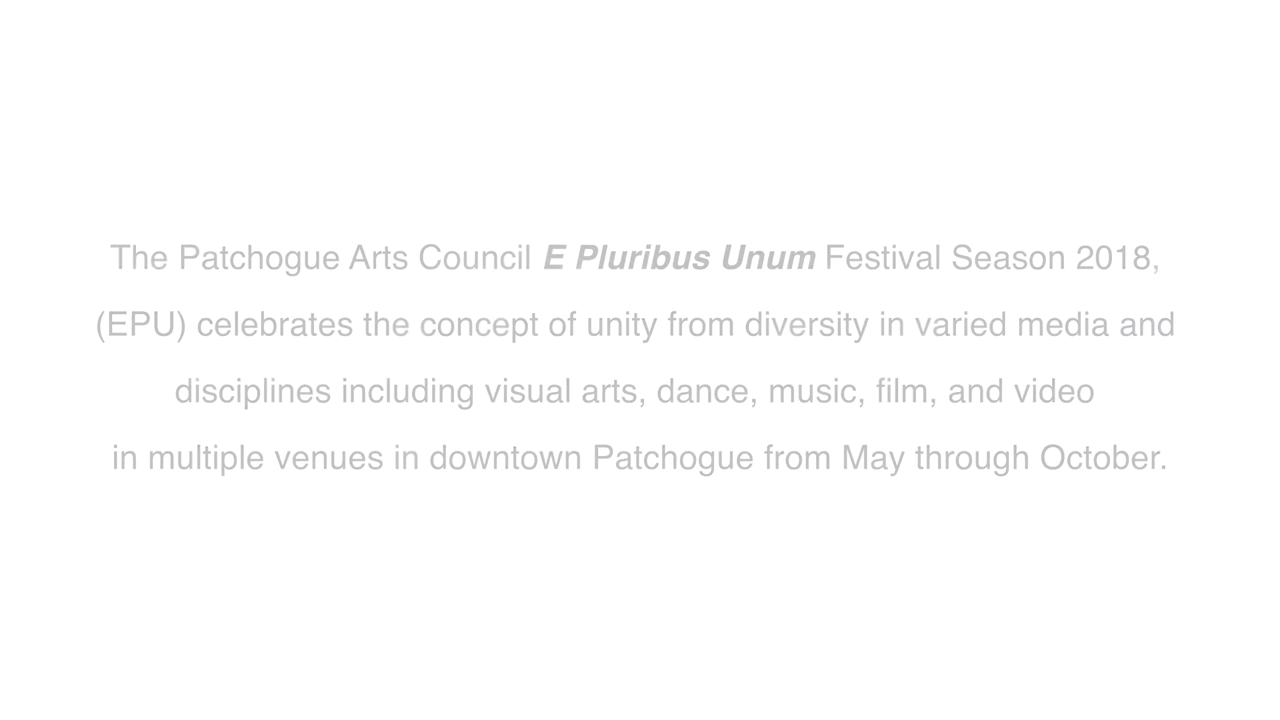 The Patchogue Arts Council E Pluribus Unum Festival Season 2018,
(EPU) celebrates the concept of unity from diversity in varied media and
disciplines including visual arts, dance, music, film, and video
in multiple venues in downtown Patchogue from May through October.